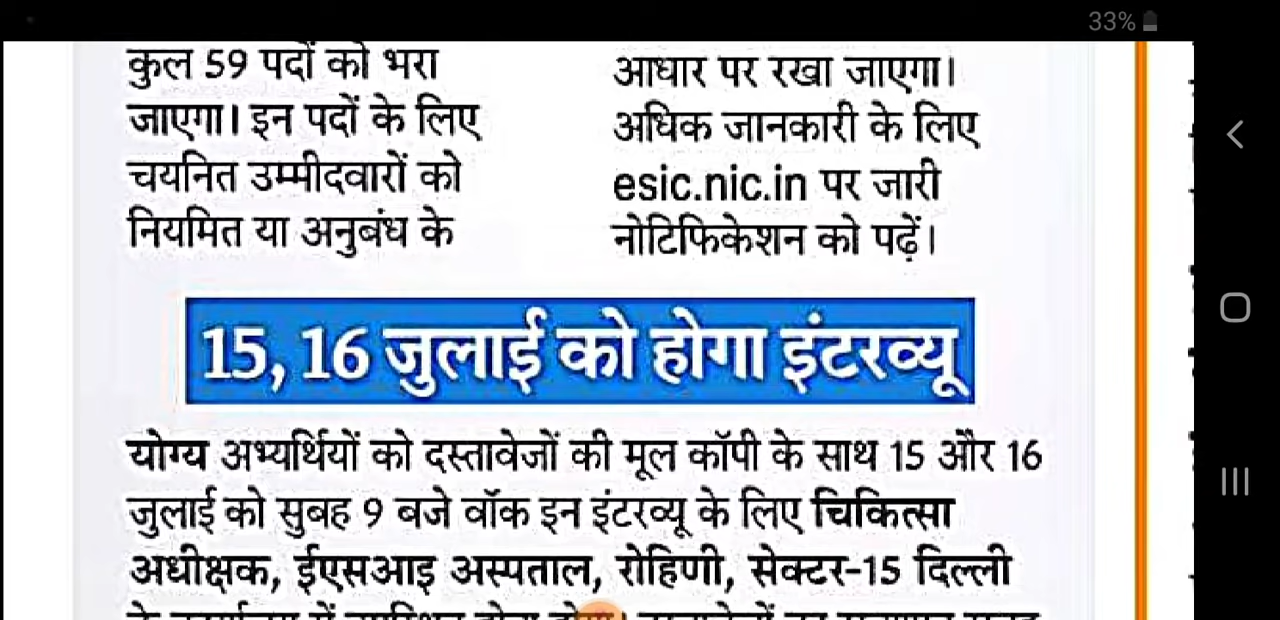 33%
कुल 59 पदों को भरा
जाएगा। इन पदों के लिए
चयनित उम्मीदवारों को
नियमित या अनुबंध के
आधार पर रखा जाएगा।
अधिक जानकारी के लिए
esic.nic.in पर जारी
नोटिफिकेशन को पढ़ें।
15, 16 जुलाई को होगा इंटरव्यू
योग्य अभ्यर्थियों को दस्तावेजों की मूल कॉपी के साथ 15 और 16
जुलाई को सुबह 9 बजे वॉक इन इंटरव्यू के लिए चिकित्सा
अधीक्षक, ईएसआइ अस्पताल, रोहिणी, सेक्टर-15 दिल्ली